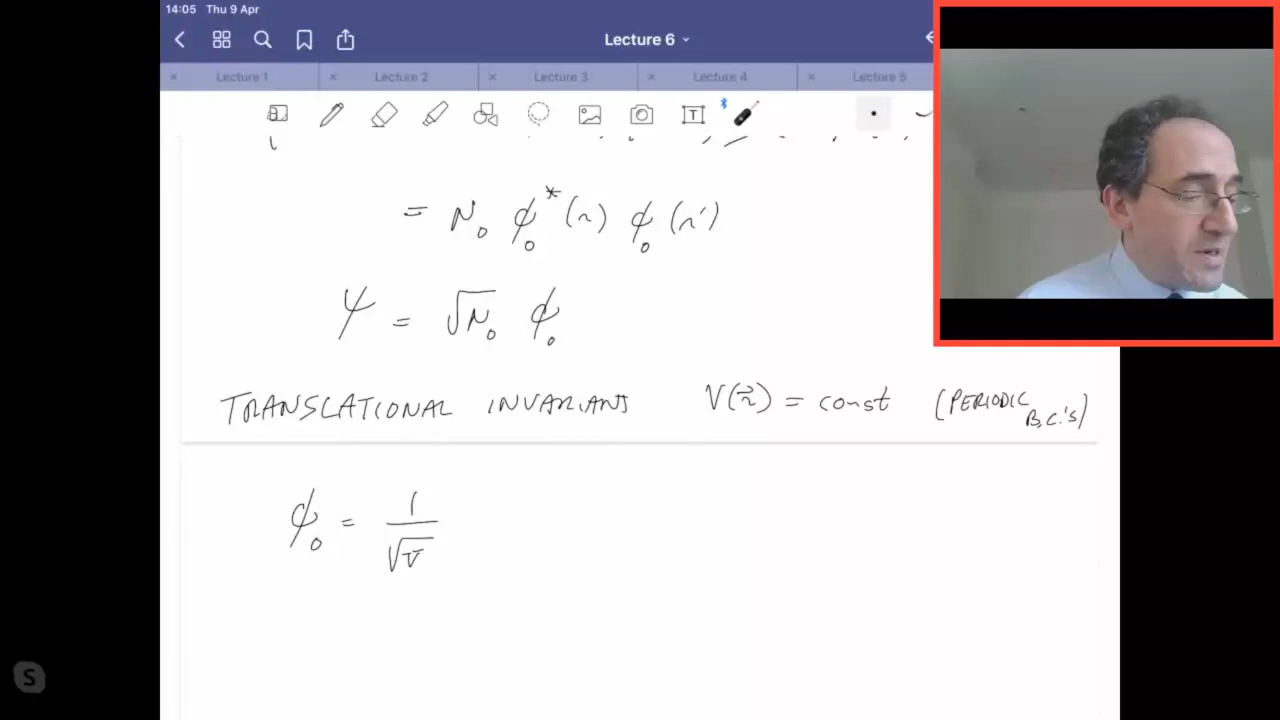 14:05 Thu 9 Apr
Lecture 6
Lecture 1 Lecture 2 Lecture 3 Lecture 4 Lecture 5
T
= N₀ ϕ₀*(r) ϕ₀(r')
Ψ = √N₀ ϕ₀
TRANSLATIONAL INVARIANS V(r⃗) = const (PERIODIC B.C.'S)
ϕ₀ = 1/√V
S